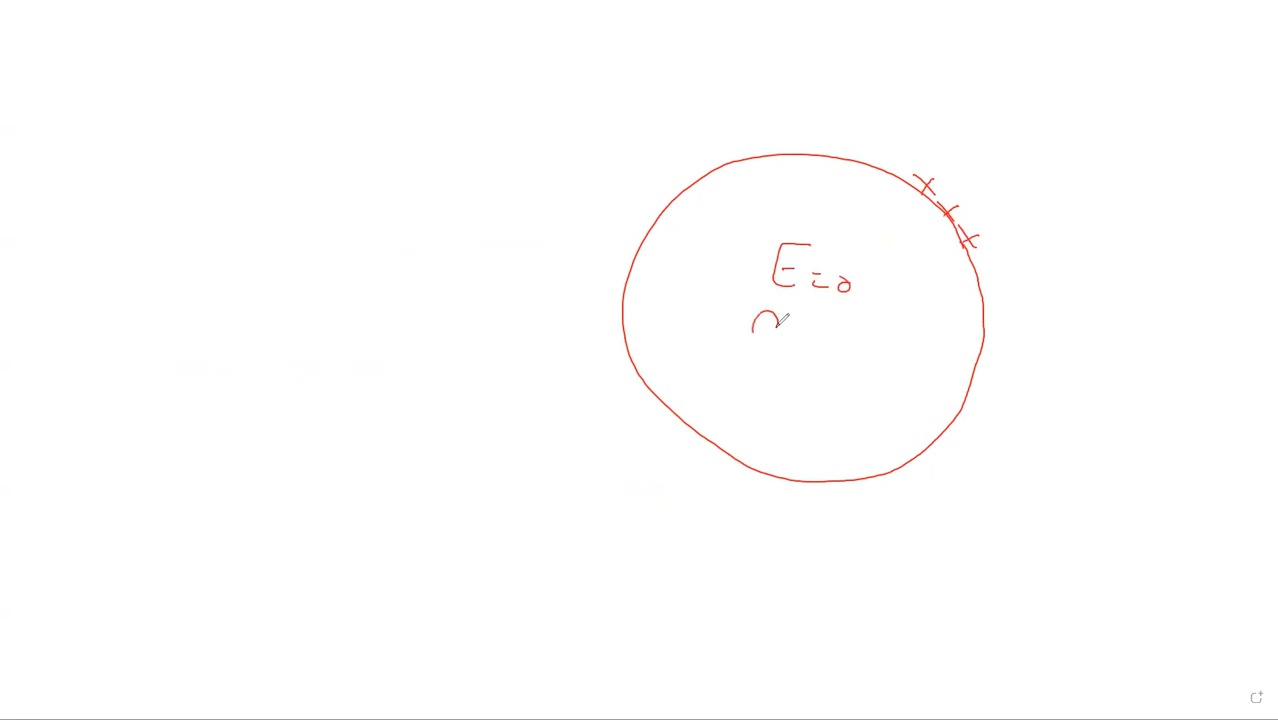 + + +
E=0